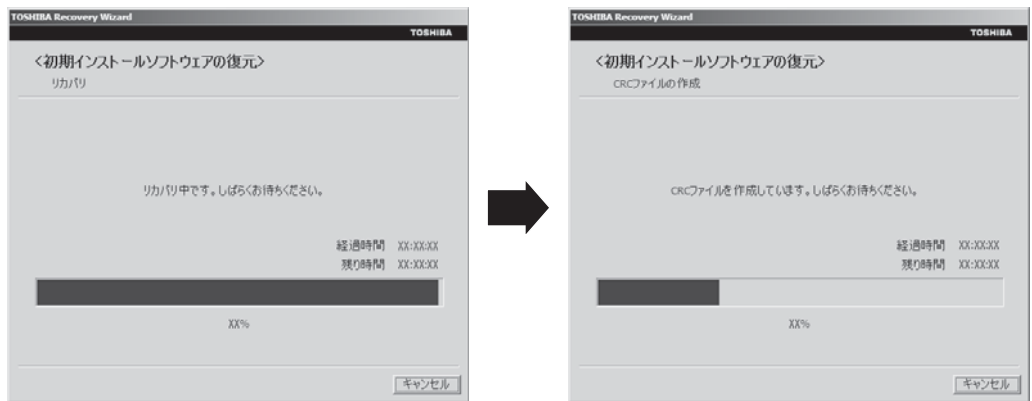 TOSHIBA Recovery Wizard
TOSHIBA
<初期インストールソフトウェアの復元>
リカバリ
リカバリ中です。しばらくお待ちください。
経過時間 XX:XX:XX
残り時間 XX:XX:XX
XX%
キャンセル
TOSHIBA Recovery Wizard
TOSHIBA
<初期インストールソフトウェアの復元>
CRCファイルの作成
CRCファイルを作成しています。しばらくお待ちください。
経過時間 XX:XX:XX
残り時間 XX:XX:XX
XX%
キャンセル